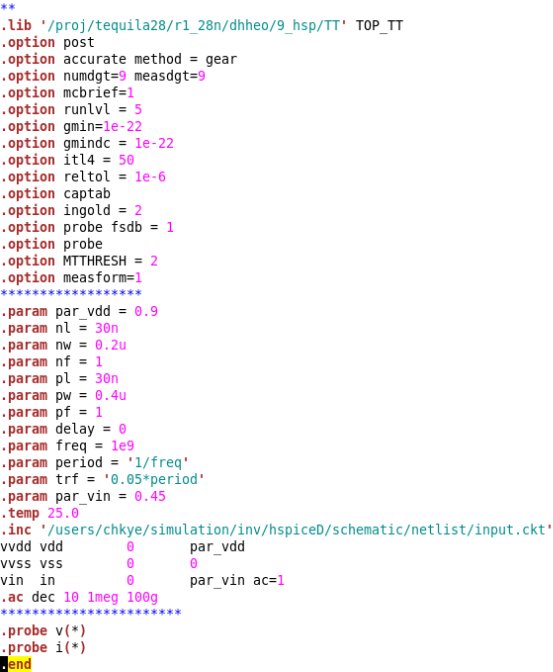 **
.lib '/proj/tequila28/r1_28n/dhheo/9_hsp/TT' TOP_TT
.option post
.option accurate method = gear
.option numdgt=9 measdgt=9
.option mcbrief=1
.option runlvl = 5
.option gmin=1e-22
.option gmindc = 1e-22
.option itl4 = 50
.option reltol = 1e-6
.option captab
.option ingold = 2
.option probe fsdb = 1
.option probe
.option MTTHRESH = 2
.option measform=1
******************
.param par_vdd = 0.9
.param nl = 30n
.param nw = 0.2u
.param nf = 1
.param pl = 30n
.param pw = 0.4u
.param pf = 1
.param delay = 0
.param freq = 1e9
.param period = '1/freq'
.param trf = '0.05*period'
.param par_vin = 0.45
.temp 25.0
.inc '/users/chkye/simulation/inv/hspiceD/schematic/netlist/input.ckt'
vvdd vdd 0 par_vdd
vvss vss 0 0
vin in 0 par_vin ac=1
.ac dec 10 1meg 100g
***********************
.probe v(*)
.probe i(*)
.end